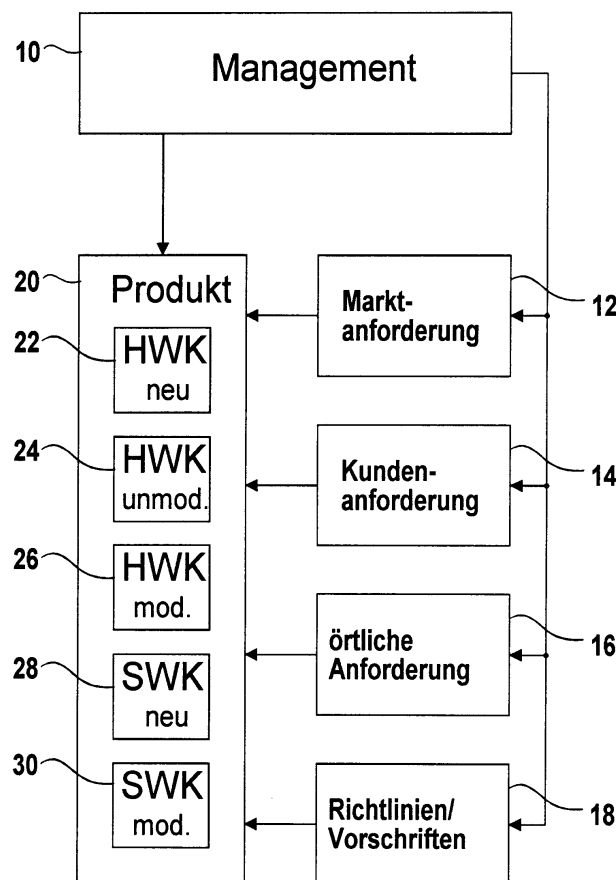 10
Management
20
Produkt
22
HWK
neu
24
HWK
unmod.
26
HWK
mod.
28
SWK
neu
30
SWK
mod.
Markt-
anforderung
12
Kunden-
anforderung
14
örtliche
Anforderung
16
Richtlinien/
Vorschriften
18